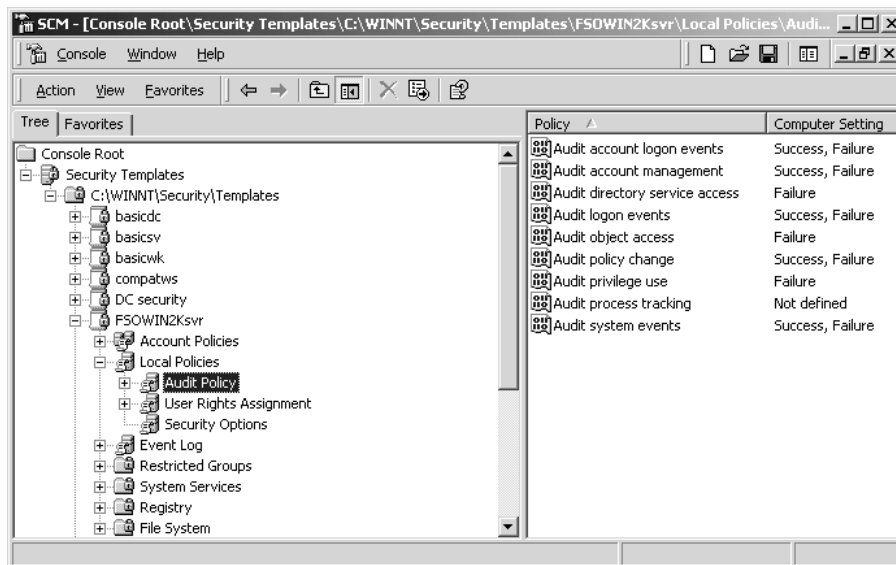 SCM - [Console Root\Security Templates\C:\WINNT\Security\Templates\FSOWIN2Ksvr\Local Policies\Audi...
Console Window Help
Action View Favorites
Tree Favorites
Console Root
Security Templates
C:\WINNT\Security\Templates
basicdc
basicsv
basicwk
compatws
DC security
FSOWIN2Ksvr
Account Policies
Local Policies
Audit Policy
User Rights Assignment
Security Options
Event Log
Restricted Groups
System Services
Registry
File System
Policy Computer Setting
Audit account logon events Success, Failure
Audit account management Success, Failure
Audit directory service access Failure
Audit logon events Success, Failure
Audit object access Failure
Audit policy change Success, Failure
Audit privilege use Failure
Audit process tracking Not defined
Audit system events Success, Failure